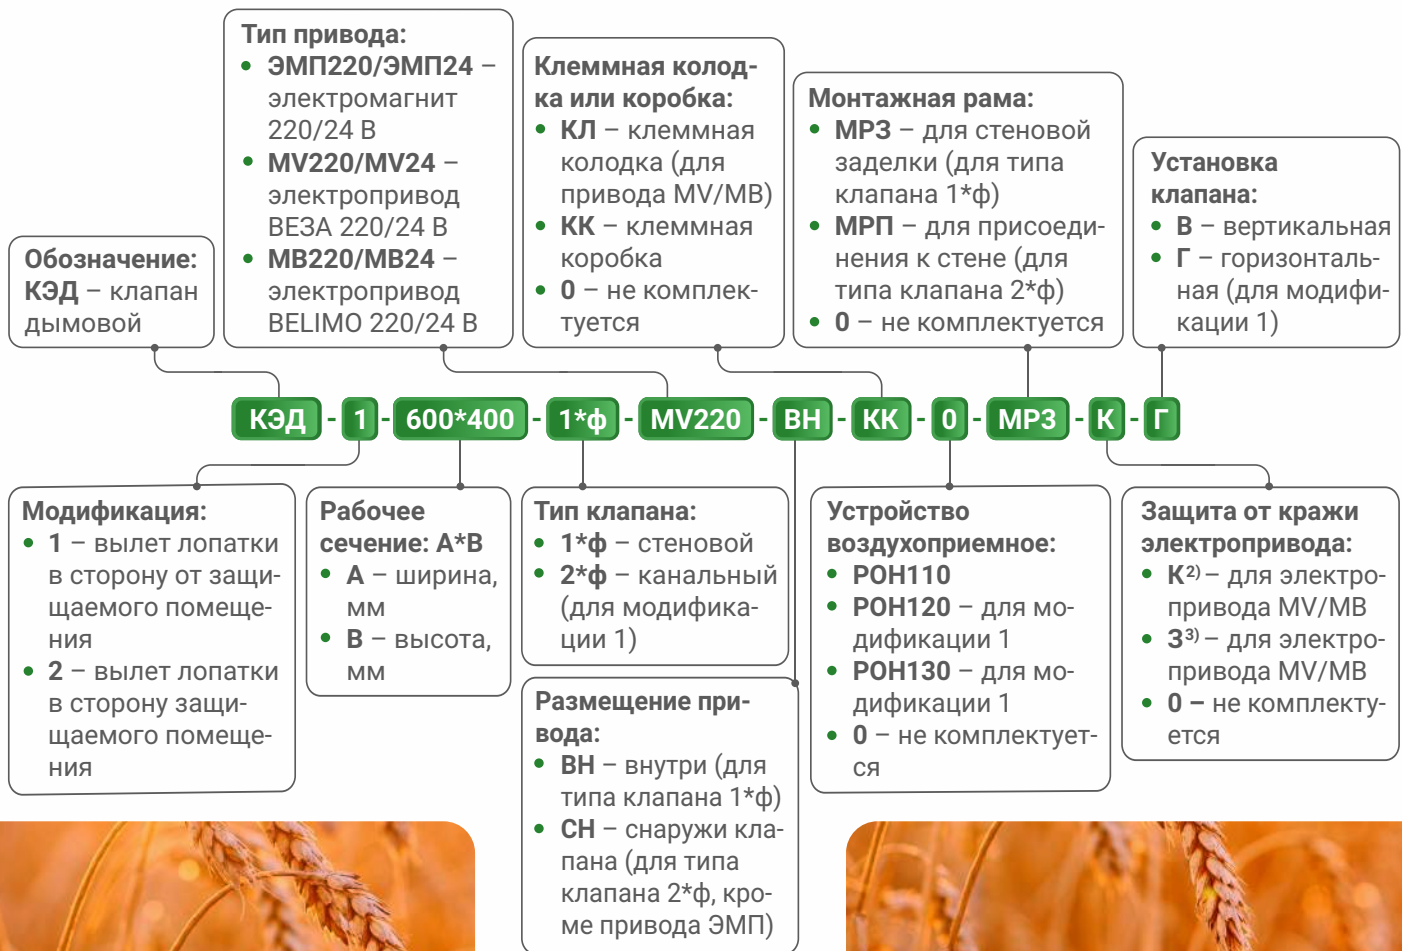 Тип привода:
ЭМП220/ЭМП24 –
электромагнит
220/24 В
MV220/MV24 –
электропривод
ВЕЗА 220/24 В
МВ220/МВ24 –
электропривод
BELIMO 220/24 В
Клеммная колод-
ка или коробка:
КЛ – клеммная
колодка (для
привода MV/MB)
КК – клеммная
коробка
0 – не комплек-
туется
Монтажная рама:
МРЗ – для стеновой
заделки (для типа
клапана 1*ф)
МРП – для присоеди-
нения к стене (для
типа клапана 2*ф)
0 – не комплектуется
Установка
клапана:
В – вертикальная
Г – горизонталь-
ная (для модифи-
кации 1)
Обозначение:
КЭД – клапан
дымовой
КЭД - 1 - 600*400 - 1*ф - MV220 - ВН - КК - 0 - МРЗ - К - Г
Модификация:
1 – вылет лопатки
в сторону от защи-
щаемого помеще-
ния
2 – вылет лопатки
в сторону защи-
щаемого помеще-
ния
Рабочее
сечение: А*В
А – ширина,
мм
В – высота,
мм
Тип клапана:
1*ф – стеновой
2*ф – канальный
(для модифика-
ции 1)
Размещение при-
вода:
ВН – внутри (для
типа клапана 1*ф)
СН – снаружи кла-
пана (для типа
клапана 2*ф, кро-
ме привода ЭМП)
Устройство
воздухоприемное:
РОН110
РОН120 – для мо-
дификации 1
РОН130 – для мо-
дификации 1
0 – не комплектует-
ся
Защита от кражи
электропривода:
К²⁾ – для электро-
привода MV/MB
З³⁾ – для электро-
привода MV/MB
0 – не комплекту-
ется